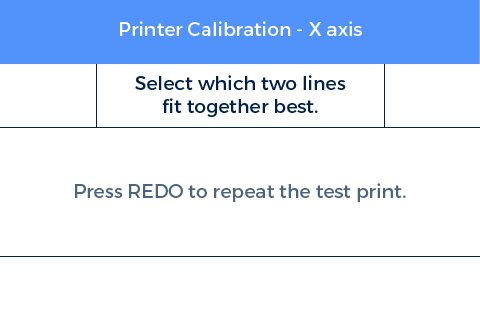 Printer Calibration - X axis
Select which two lines
fit together best.
Press REDO to repeat the test print.